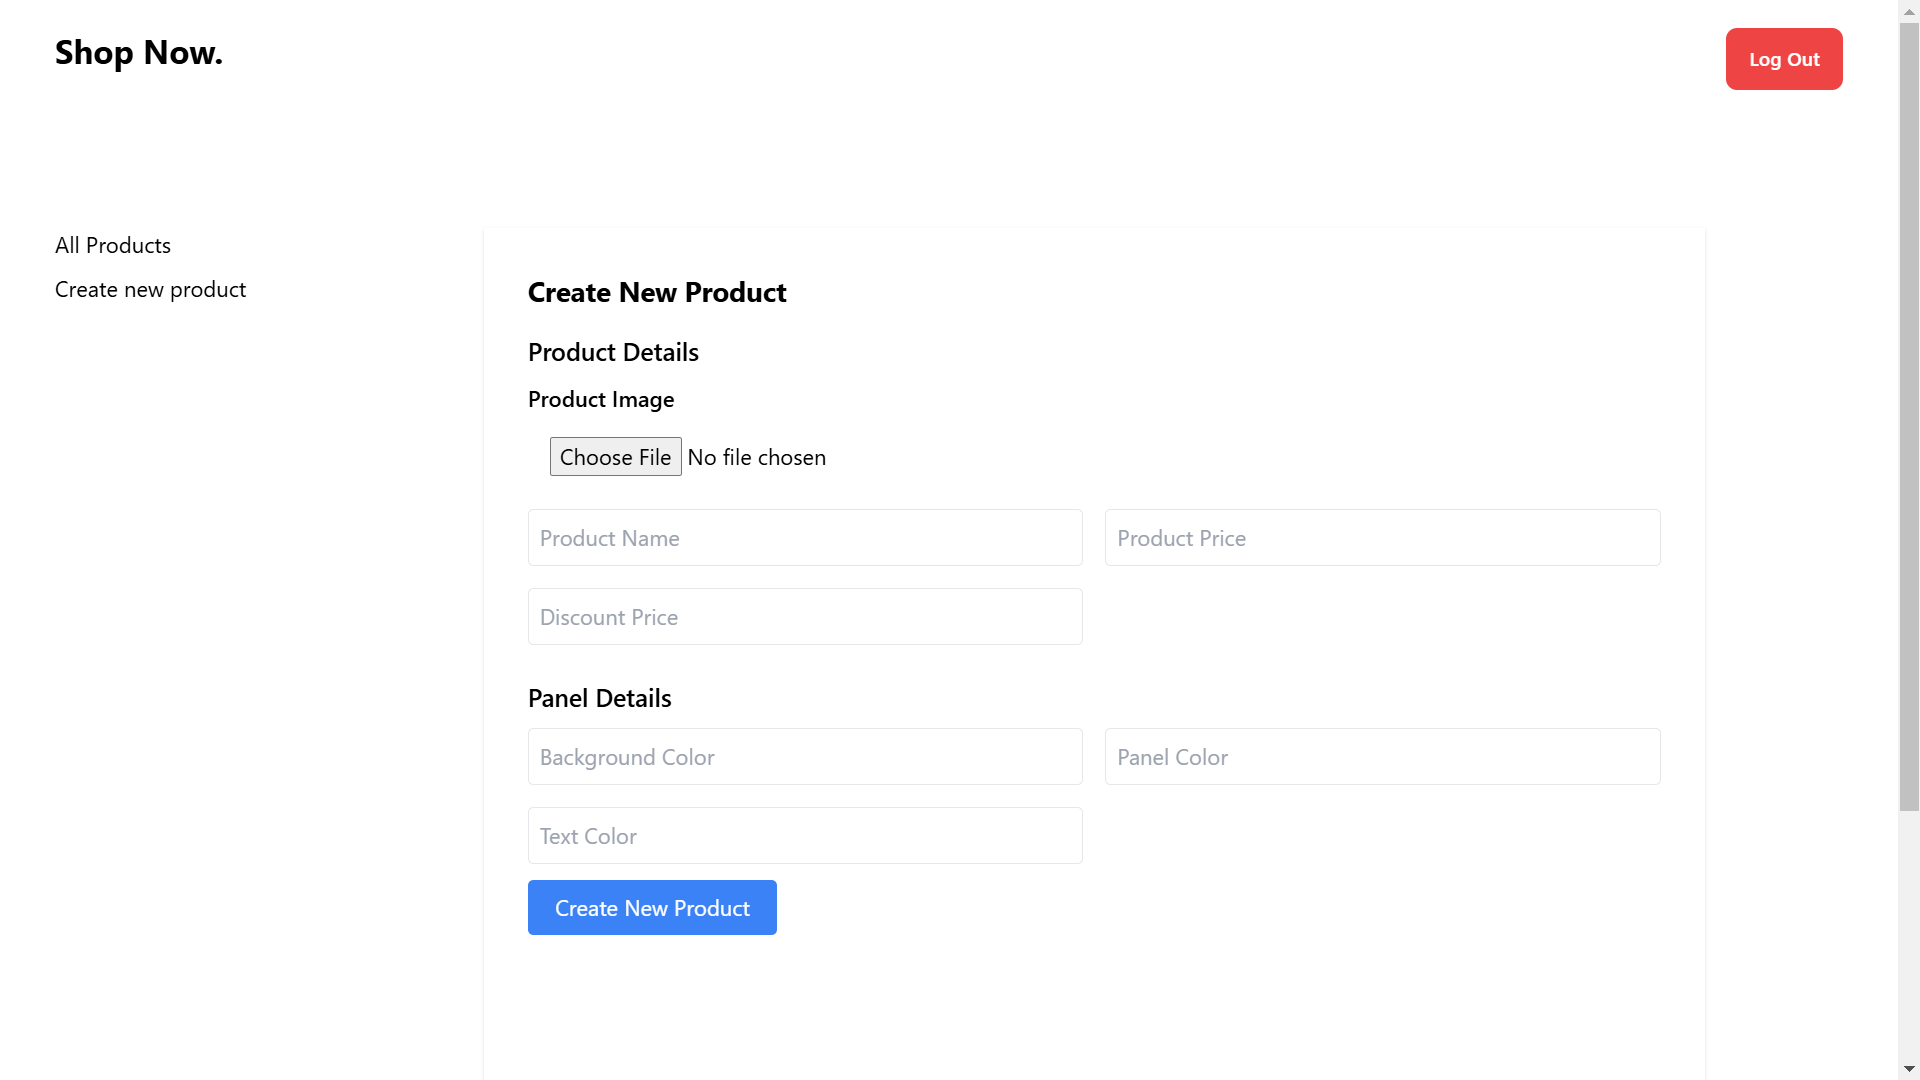 Shop Now.
Log Out
All Products
Create new product
Create New Product
Product Details
Product Image
Choose File No file chosen
Product Name
Product Price
Discount Price
Panel Details
Background Color
Panel Color
Text Color
Create New Product